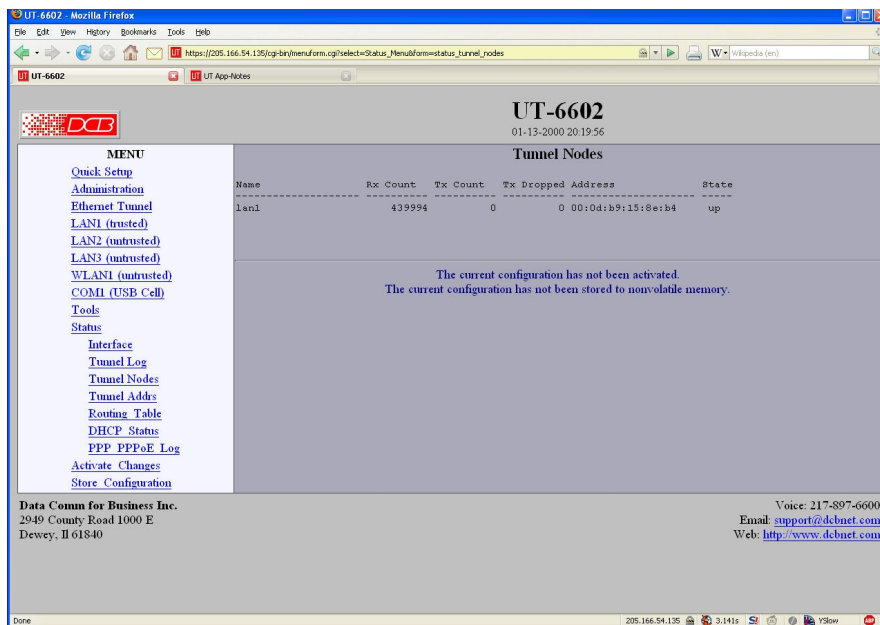 UT-6602 - Mozilla Firefox
File Edit View History Bookmarks Tools Help
https://205.166.54.135/cgi-bin/menuform.cgi?select=Status_Menu&form=status_tunnel_nodes
W Wikipedia (en)
UT UT-6602
UT UT App-Notes
DCB
UT-6602
01-13-2000 20:19:56
MENU
Quick Setup
Administration
Ethernet Tunnel
LAN1 (trusted)
LAN2 (untrusted)
LAN3 (untrusted)
WLAN1 (untrusted)
COM1 (USB Cell)
Tools
Status
Interface
Tunnel Log
Tunnel Nodes
Tunnel Addrs
Routing Table
DHCP Status
PPP PPPoE Log
Activate Changes
Store Configuration
Tunnel Nodes
Name Rx Count Tx Count Tx Dropped Address State
lan1 439994 0 0 00:0d:b9:15:8e:b4 up
The current configuration has not been activated.
The current configuration has not been stored to nonvolatile memory.
Data Comm for Business Inc.
2949 County Road 1000 E
Dewey, Il 61840
Voice: 217-897-6600
Email: support@dcbnet.com
Web: http://www.dcbnet.com
Done
205.166.54.135 3.141s YSlow ABP